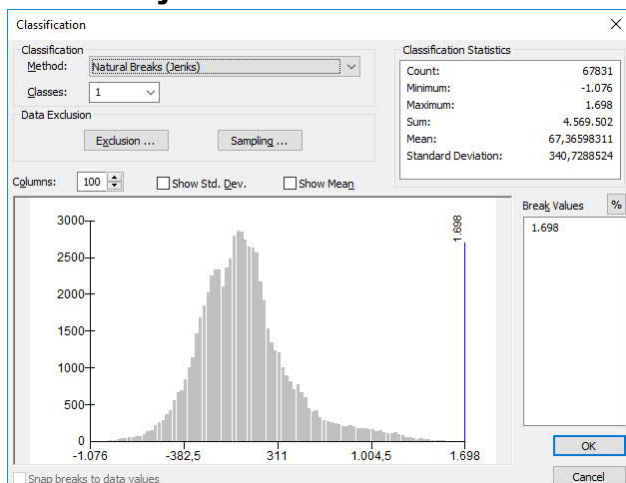 Classification
Classification
Method: Natural Breaks (Jenks)
Classes: 1
Data Exclusion
Exclusion ... Sampling ...
Classification Statistics
Count: 67831
Minimum: -1.076
Maximum: 1.698
Sum: 4.569.502
Mean: 67,36598311
Standard Deviation: 340,7288524
Columns: 100 Show Std. Dev. Show Mean
Break Values %
1.698
1.698
3000
2500
2000
1500
1000
500
0
-1.076 -382,5 311 1.004,5 1.698
OK
Snap breaks to data values
Cancel